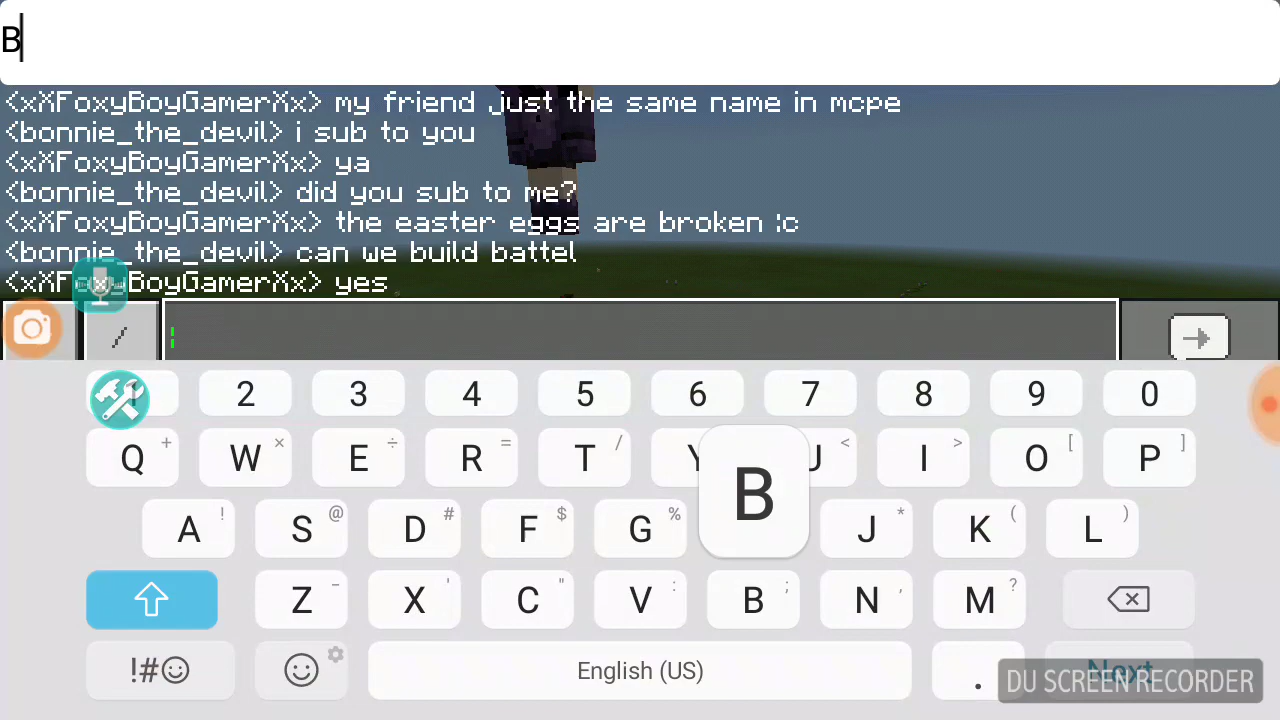 B
<xXFoxyBoyGamerXx> my friend just the same name in mcpe
<bonnie_the_devil> i sub to you
<xXFoxyBoyGamerXx> ya
<bonnie_the_devil> did you sub to me?
<xXFoxyBoyGamerXx> the easter eggs are broken :c
<bonnie_the_devil> can we build battel
<xXFoxyBoyGamerXx> yes
/
2 3 4 5 6 7 8 9 0
Q + W × E ÷ R = T / Y U < I > O [ P ]
B
A ! S @ D # F $ G % J * K ( L )
Z - X ' C " V : B ; N , M ?
!#☺ English (US) . Next
DU SCREEN RECORDER